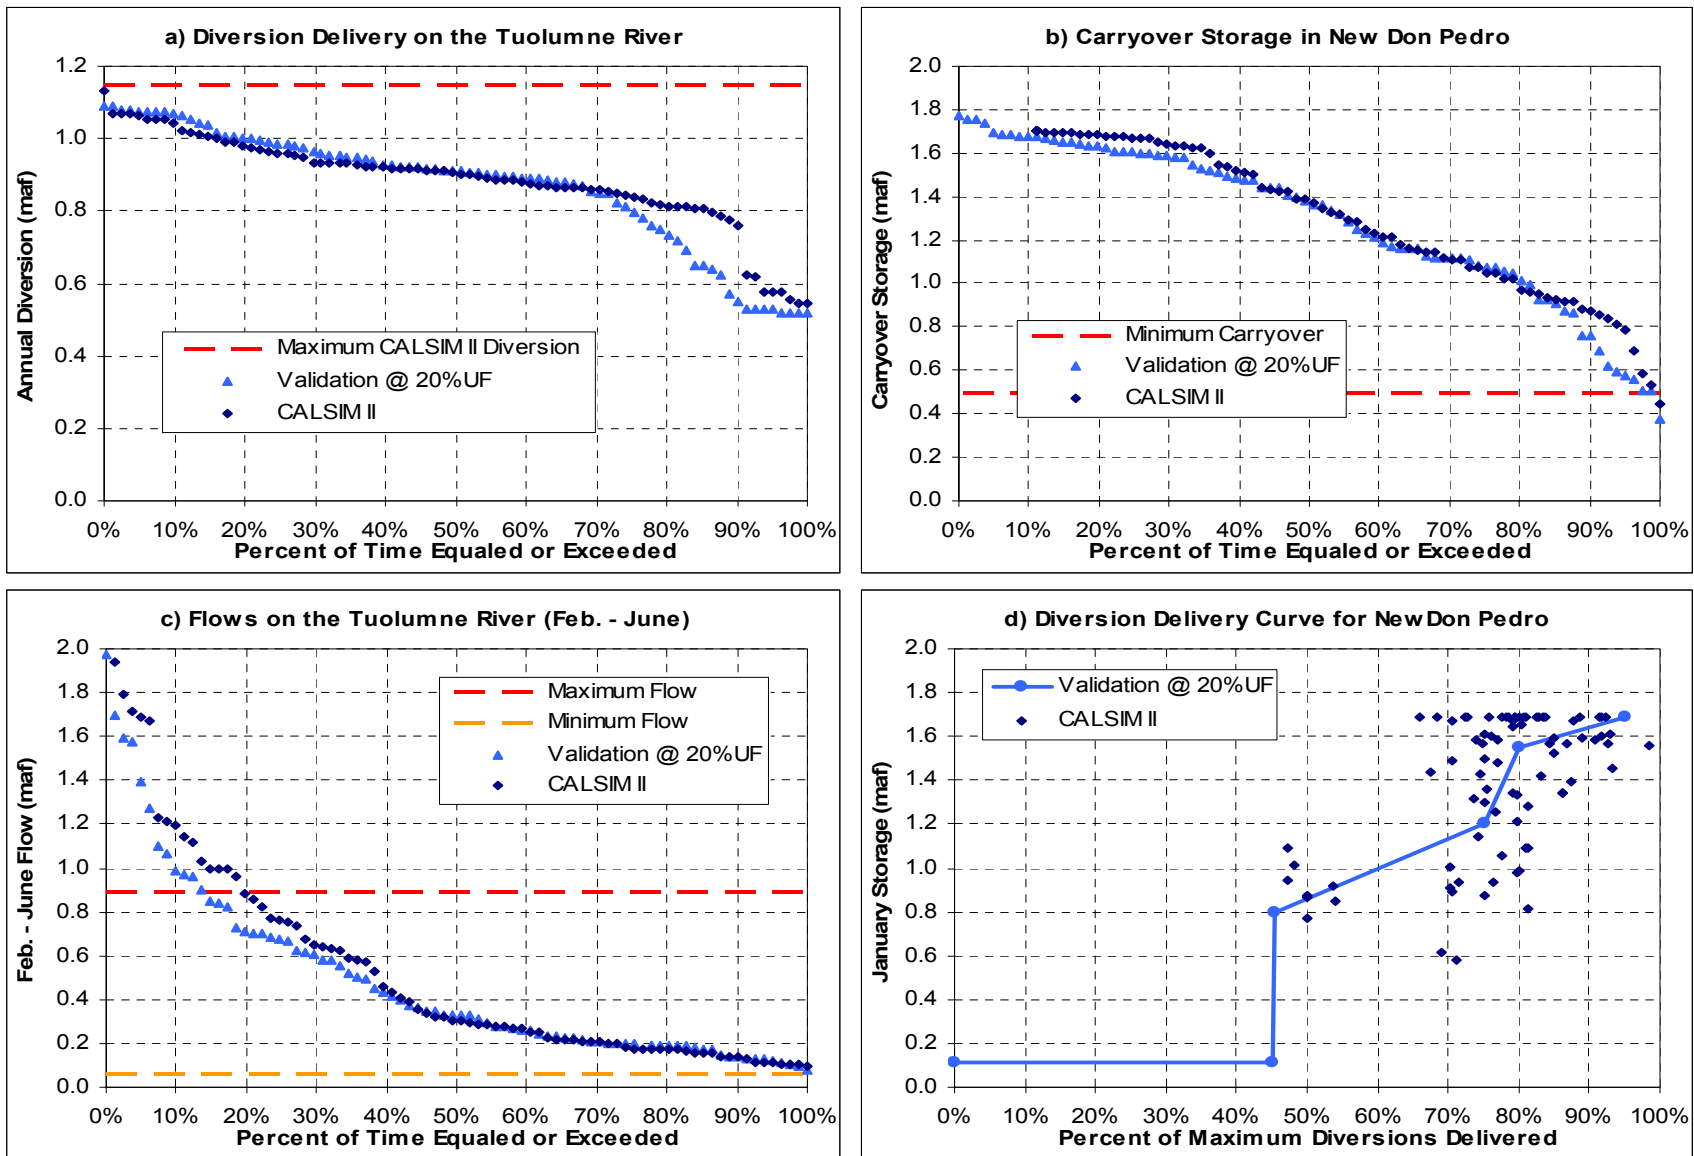 a) Diversion Delivery on the Tuolumne River
Annual Diversion (maf)
1.2
1.0
0.8
0.6
0.4
0.2
0.0
Maximum CALSIM II Diversion
Validation @ 20%UF
CALSIM II
0% 10% 20% 30% 40% 50% 60% 70% 80% 90% 100%
Percent of Time Equaled or Exceeded
b) Carryover Storage in New Don Pedro
Carryover Storage (maf)
2.0
1.8
1.6
1.4
1.2
1.0
0.8
0.6
0.4
0.2
0.0
Minimum Carryover
Validation @ 20%UF
CALSIM II
0% 10% 20% 30% 40% 50% 60% 70% 80% 90% 100%
Percent of Time Equaled or Exceeded
c) Flows on the Tuolumne River (Feb. - June)
Feb. - June Flow (maf)
2.0
1.8
1.6
1.4
1.2
1.0
0.8
0.6
0.4
0.2
0.0
Maximum Flow
Minimum Flow
Validation @ 20%UF
CALSIM II
0% 10% 20% 30% 40% 50% 60% 70% 80% 90% 100%
Percent of Time Equaled or Exceeded
d) Diversion Delivery Curve for New Don Pedro
January Storage (maf)
2.0
1.8
1.6
1.4
1.2
1.0
0.8
0.6
0.4
0.2
0.0
Validation @ 20%UF
CALSIM II
0% 10% 20% 30% 40% 50% 60% 70% 80% 90% 100%
Percent of Maximum Diversions Delivered